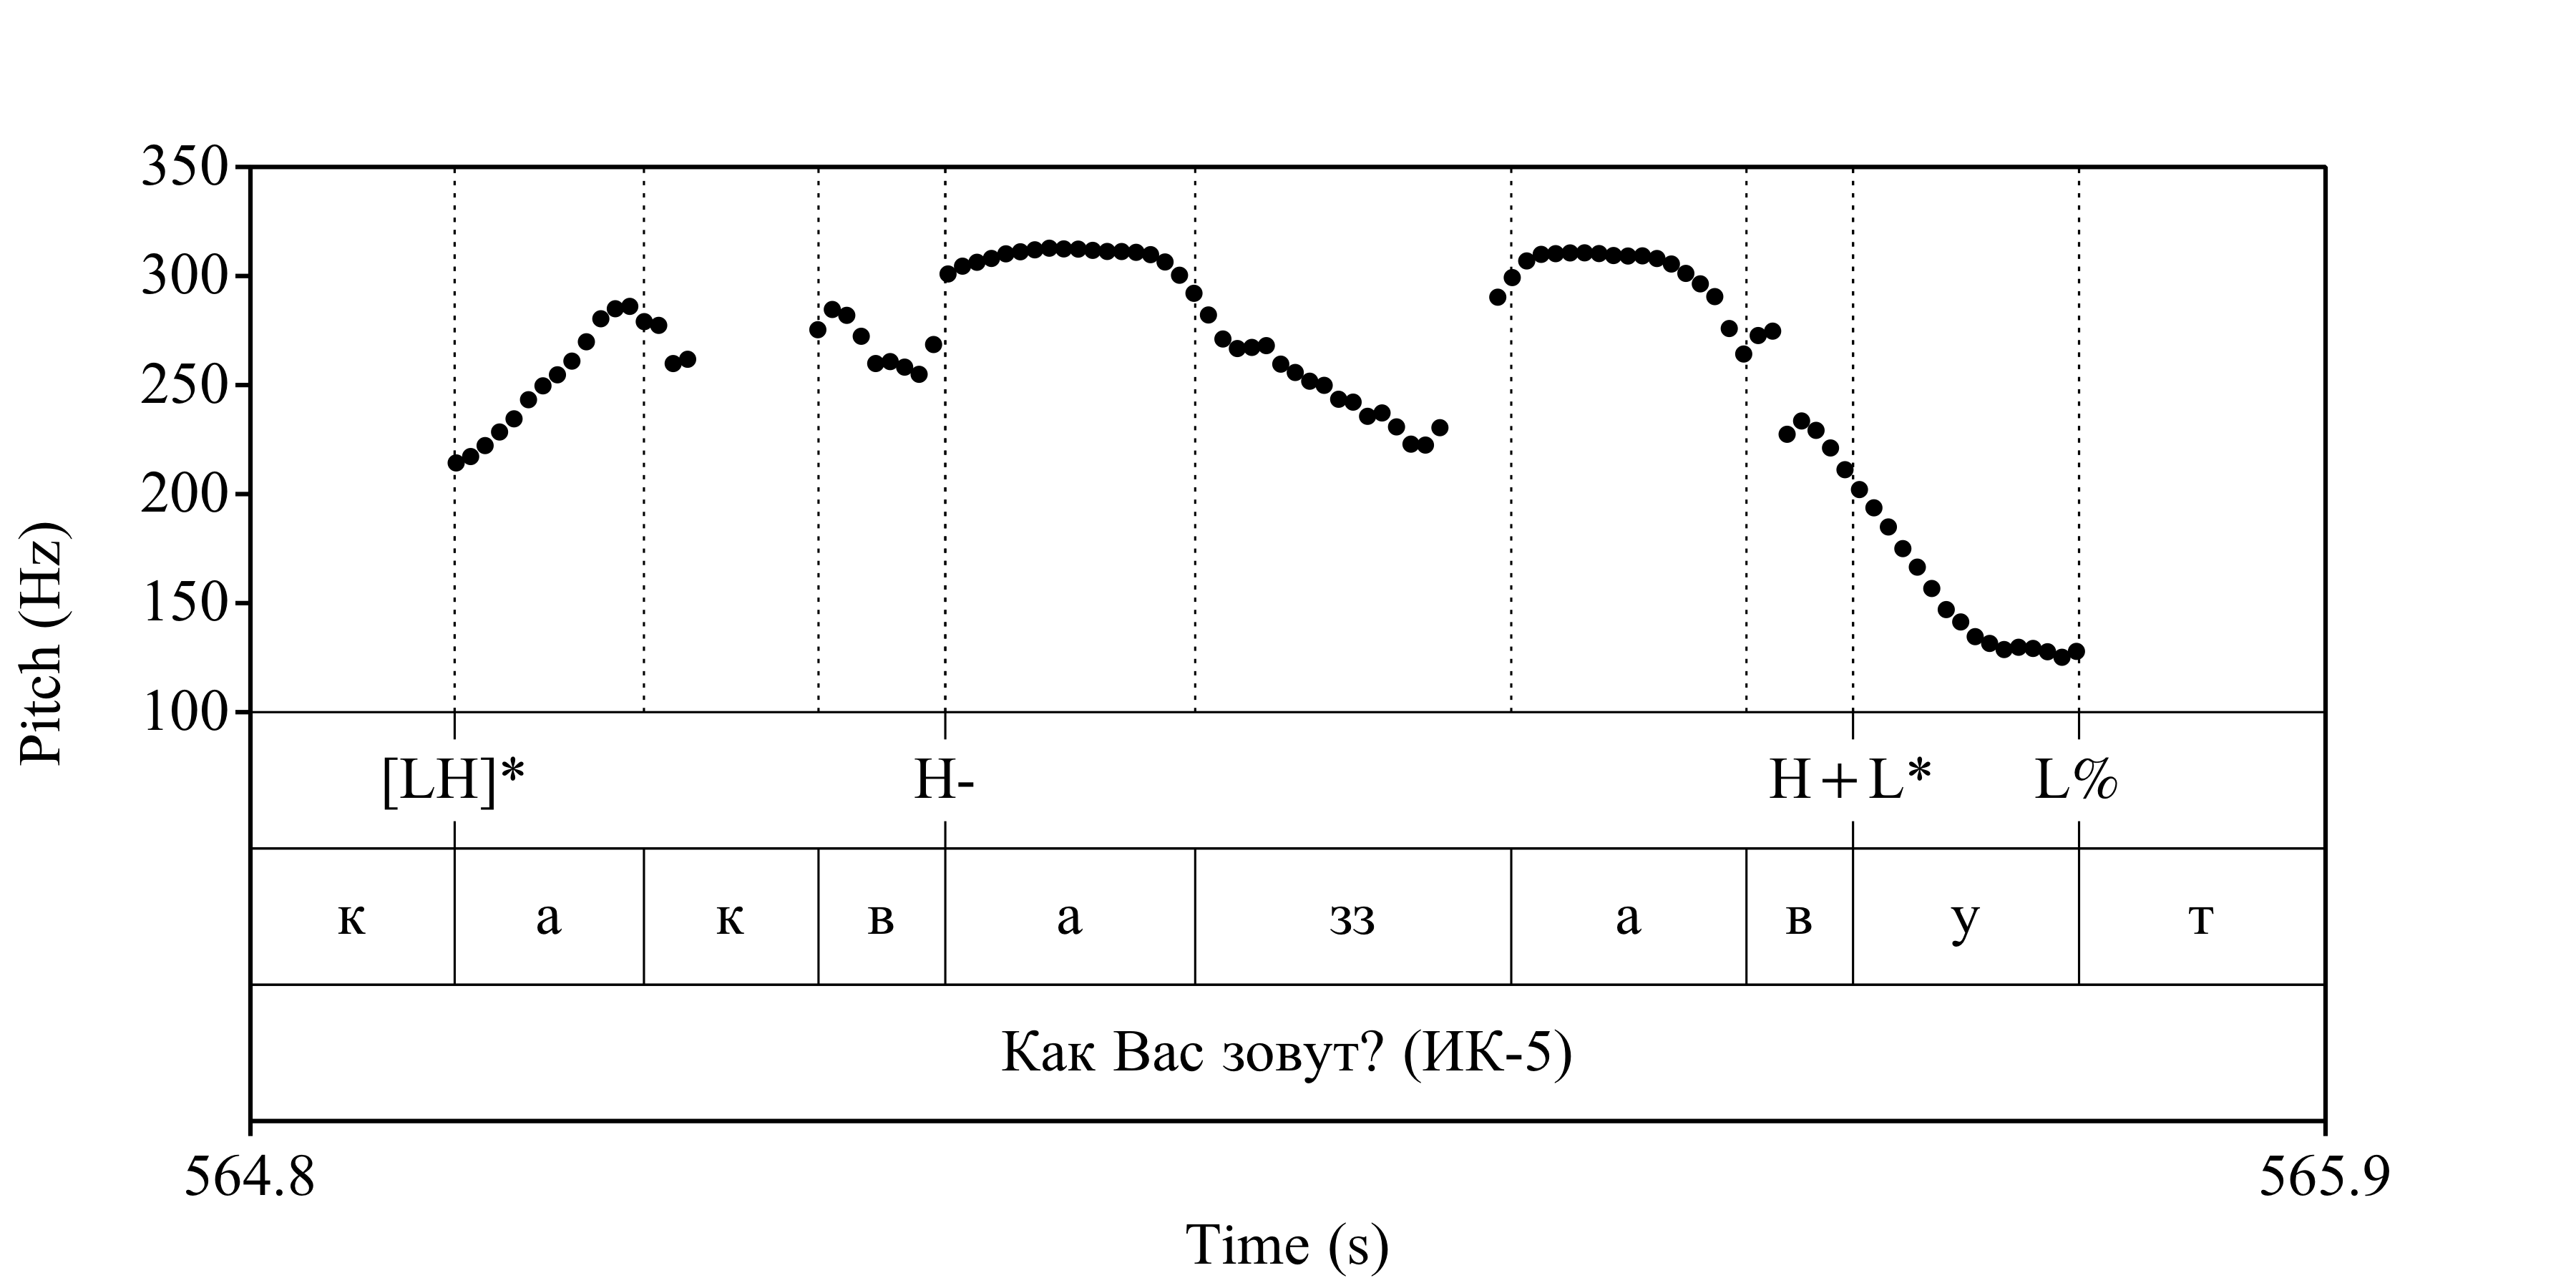 350
300
250
200
150
100
Pitch (Hz)
[LH]* H- H+L* L%
к а к в а зз а в у т
Как Вас зовут? (ИК-5)
564.8 565.9
Time (s)